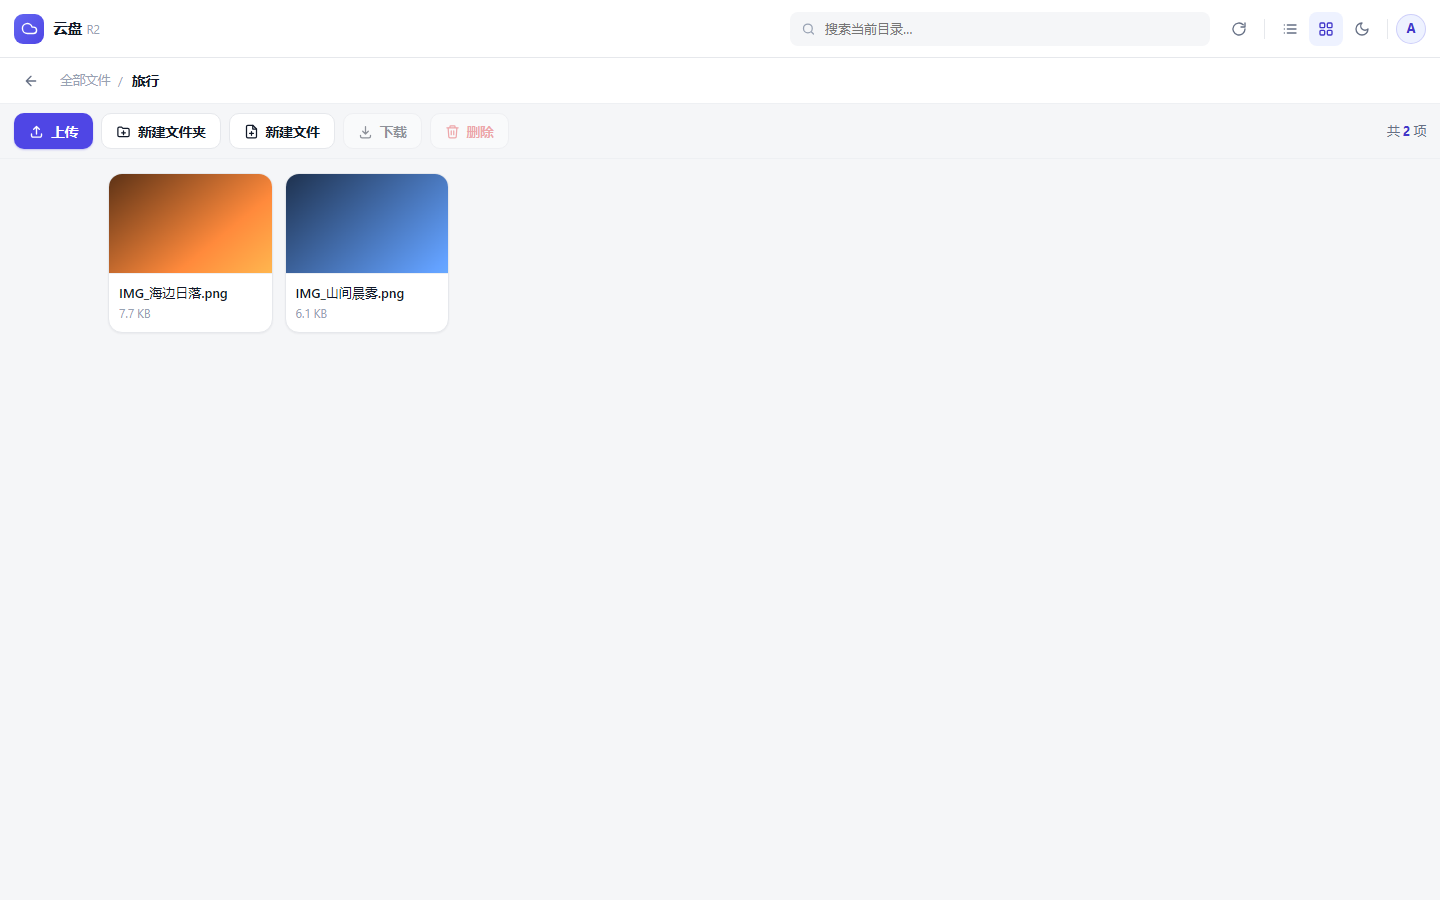 云盘 R2
搜索当前目录...
A
全部文件 / 旅行
上传 新建文件夹 新建文件 下载 删除
共 2 项
IMG_海边日落.png
7.7 KB
IMG_山间晨雾.png
6.1 KB